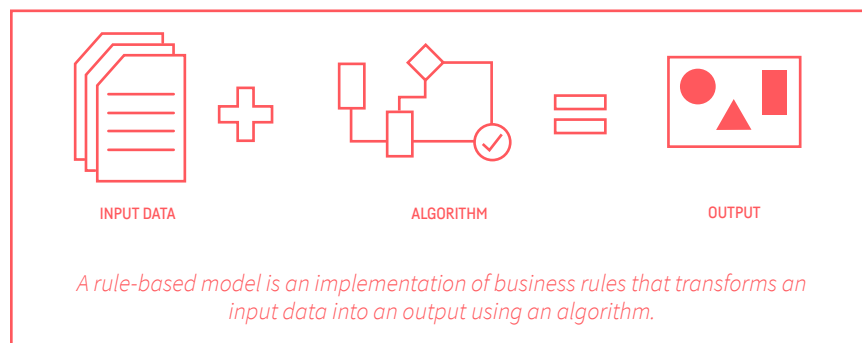 INPUT DATA
ALGORITHM
OUTPUT
A rule-based model is an implementation of business rules that transforms an
input data into an output using an algorithm.